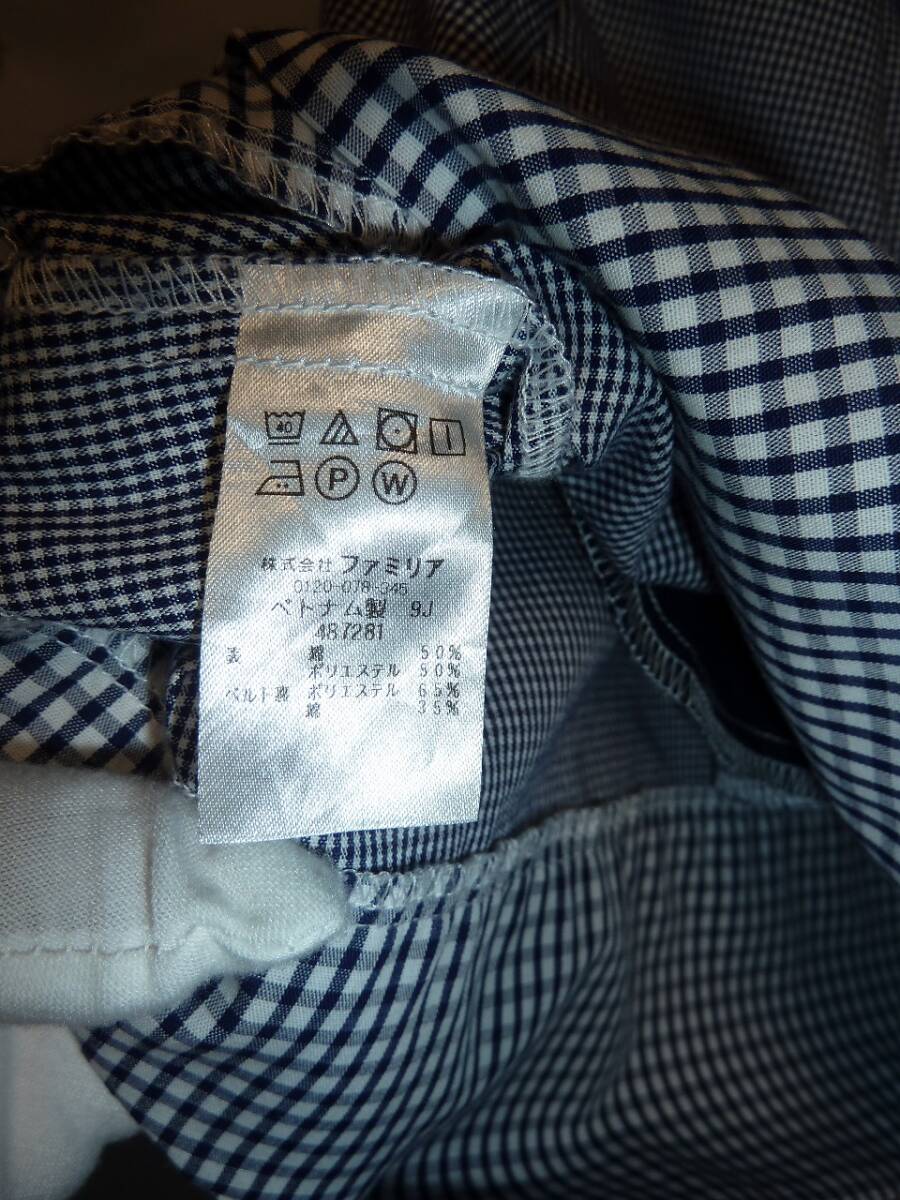 40
P W
株式会社 ファミリア
0120-078-345
ベトナム製 9J
487281
表 綿 50%
ポリエステル 50%
ベルト裏 ポリエステル 65%
綿 35%